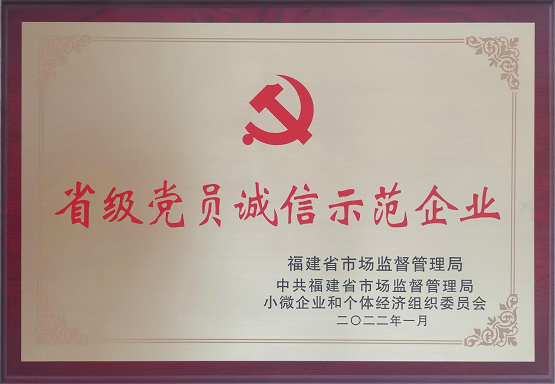 省级党员诚信示范企业
福建省市场监督管理局
中共福建省市场监督管理局
小微企业和个体经济组织委员会
二〇二二年一月